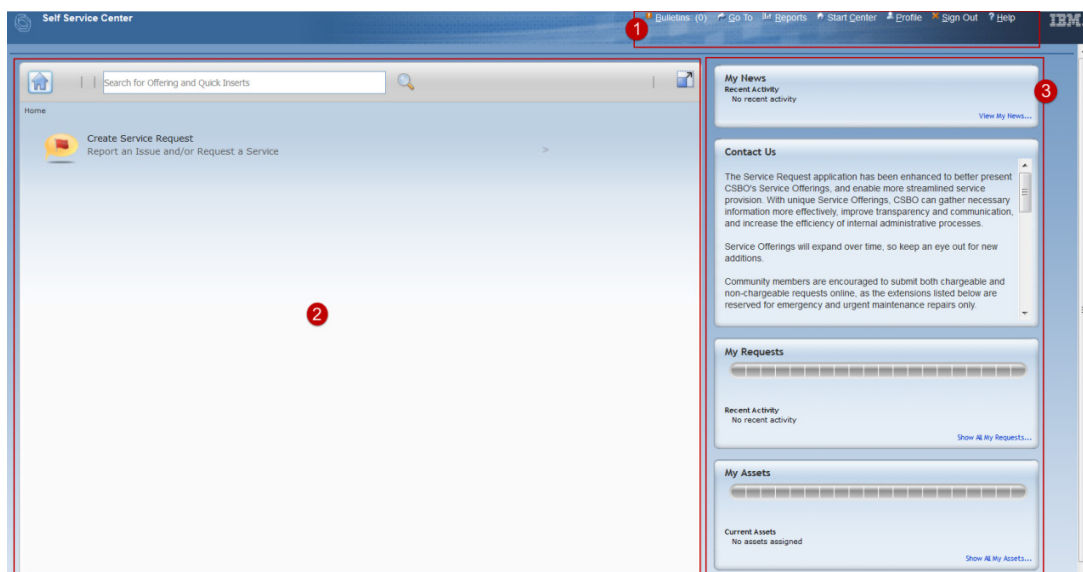 Self Service Center
Bulletins: (0) Go To Reports Start Center Profile Sign Out ? Help
IBM
1
Search for Offering and Quick Inserts
Home
Create Service Request
Report an Issue and/or Request a Service
>
2
3
My News
Recent Activity
No recent activity
View My News...
Contact Us
The Service Request application has been enhanced to better present
CSBO's Service Offerings, and enable more streamlined service
provision. With unique Service Offerings, CSBO can gather necessary
information more effectively, improve transparency and communication,
and increase the efficiency of internal administrative processes.
Service Offerings will expand over time, so keep an eye out for new
additions.
Community members are encouraged to submit both chargeable and
non-chargeable requests online, as the extensions listed below are
reserved for emergency and urgent maintenance repairs only.
My Requests
Recent Activity
No recent activity
Show All My Requests...
My Assets
Current Assets
No assets assigned
Show All My Assets...